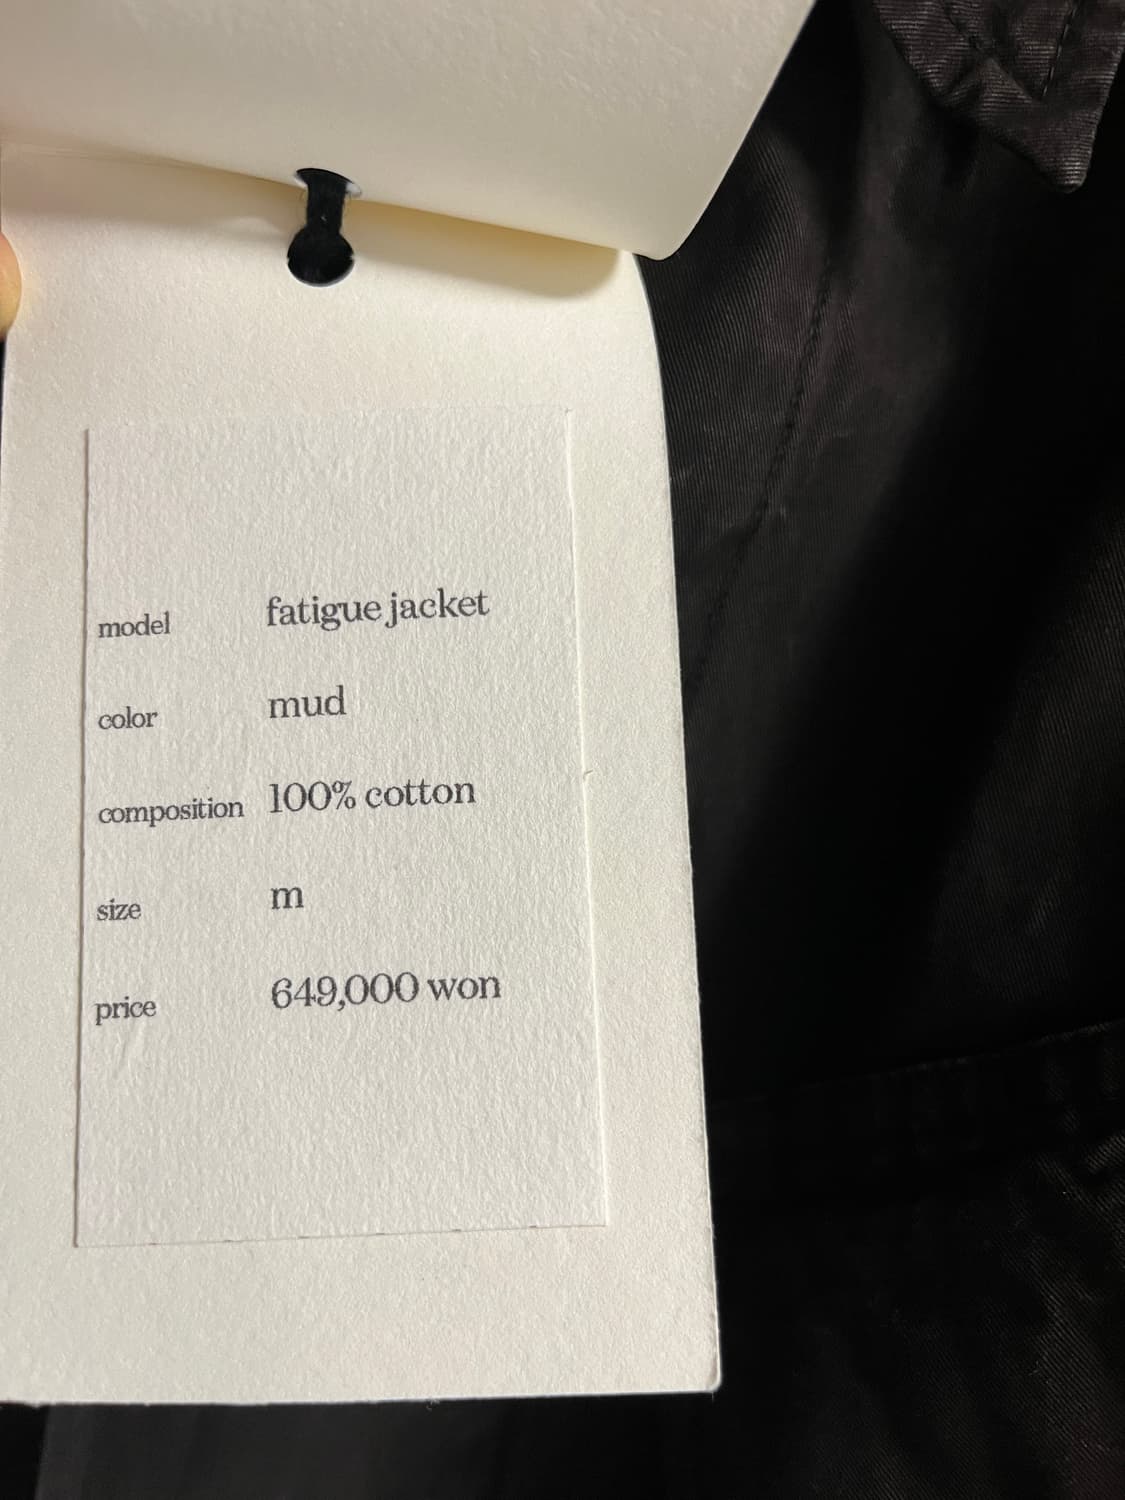 model fatigue jacket
color mud
composition 100% cotton
size m
price 649,000 won